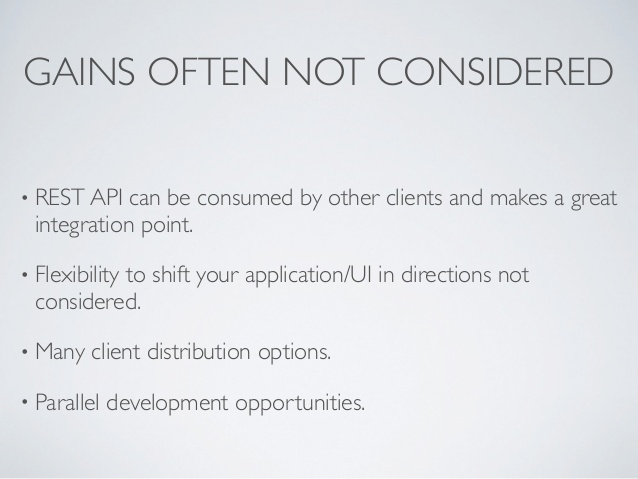 GAINS OFTEN NOT CONSIDERED
• REST API can be consumed by other clients and makes a great
integration point.
• Flexibility to shift your application/UI in directions not
considered.
• Many client distribution options.
• Parallel development opportunities.